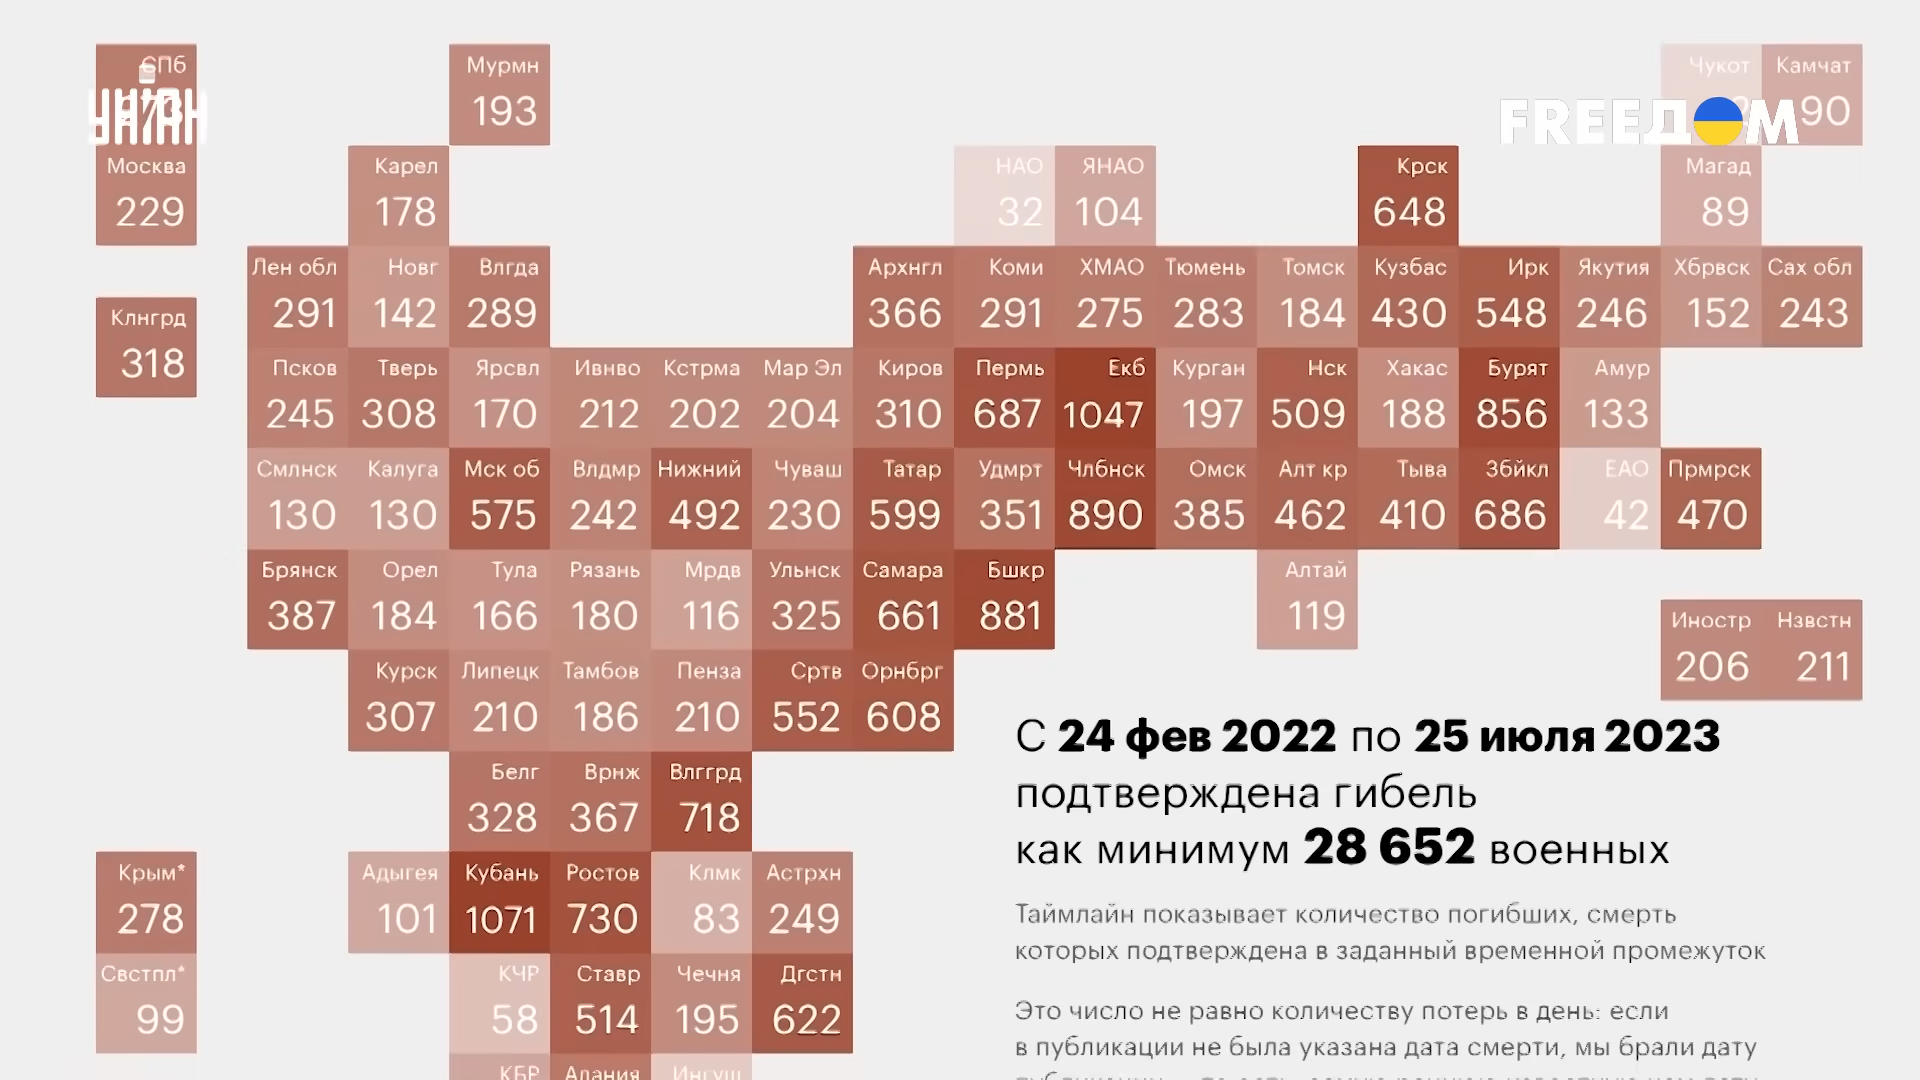 СПб
Мурмн
193
Чукот
Камчат
90
УНІАН
FREEДOM
Москва
229
Карел
178
НАО
32
ЯНАО
104
Крск
648
Магад
89
Лен обл Новг Влгда Архнгл Коми ХМАО Тюмень Томск Кузбас Ирк Якутия Хбрвск Сах обл
291 142 289 366 291 275 283 184 430 548 246 152 243
Клнгрд
318
Псков Тверь Ярсвл Ивнво Кстрма Мар Эл Киров Пермь Екб Курган Нск Хакас Бурят Амур
245 308 170 212 202 204 310 687 1047 197 509 188 856 133
Смлнск Калуга Мск об Влдмр Нижний Чуваш Татар Удмрт Члбнск Омск Алт кр Тыва Збйкл ЕАО Прмрск
130 130 575 242 492 230 599 351 890 385 462 410 686 42 470
Брянск Орел Тула Рязань Мрдв Ульнск Самара Бшкр Алтай
387 184 166 180 116 325 661 881 119
Иностр Нзвстн
206 211
Курск Липецк Тамбов Пенза Сртв Орнбрг
307 210 186 210 552 608
Белг Врнж Влггрд
328 367 718
Крым* Адыгея Кубань Ростов Клмк Астрхн
278 101 1071 730 83 249
Свстпл* КЧР Ставр Чечня Дгстн
99 58 514 195 622
КБР Алания Ингуш
С 24 фев 2022 по 25 июля 2023
подтверждена гибель
как минимум 28 652 военных
Таймлайн показывает количество погибших, смерть
которых подтверждена в заданный временной промежуток
Это число не равно количеству потерь в день: если
в публикации не была указана дата смерти, мы брали дату